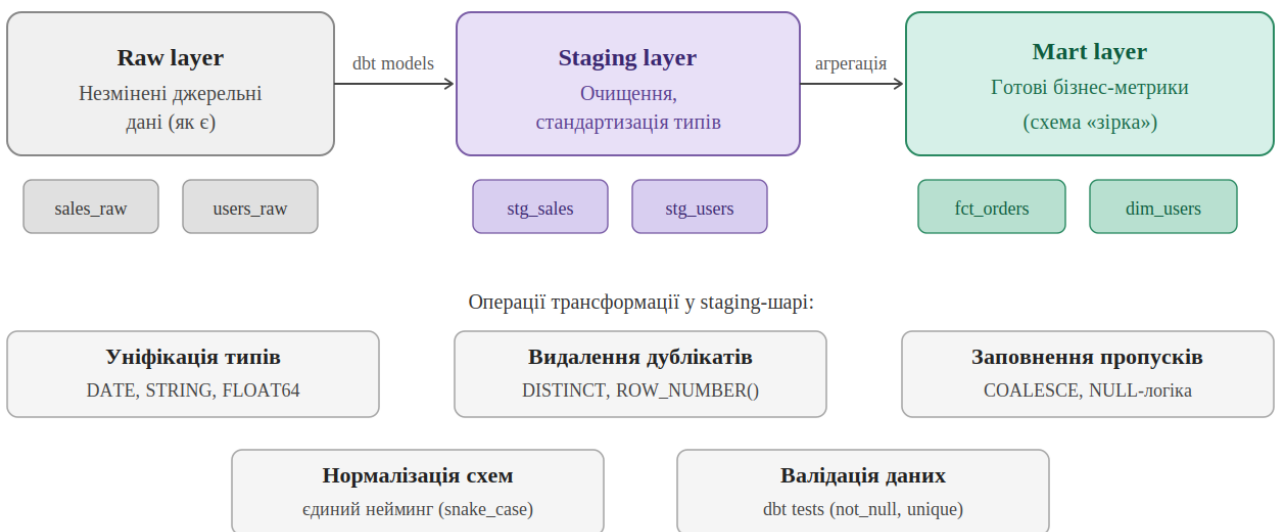 Raw layer
Незмінені джерельні
дані (як є)
dbt models
Staging layer
Очищення,
стандартизація типів
агрегація
Mart layer
Готові бізнес-метрики
(схема «зірка»)
sales_raw
users_raw
stg_sales
stg_users
fct_orders
dim_users
Операції трансформації у staging-шарі:
Уніфікація типів
DATE, STRING, FLOAT64
Видалення дублікатів
DISTINCT, ROW_NUMBER()
Заповнення пропусків
COALESCE, NULL-логіка
Нормалізація схем
єдиний неймінг (snake_case)
Валідація даних
dbt tests (not_null, unique)